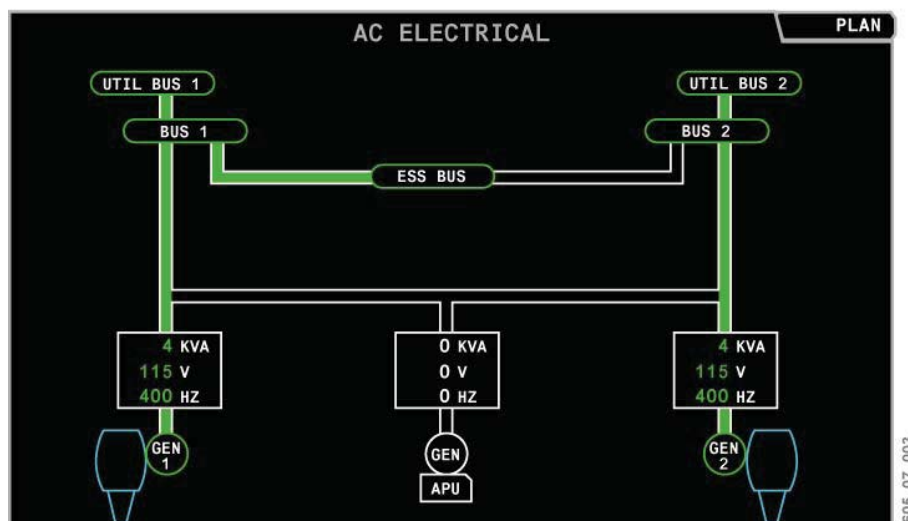 AC ELECTRICAL
PLAN
UTIL BUS 1
UTIL BUS 2
BUS 1
BUS 2
ESS BUS
4 KVA
115 V
400 HZ
0 KVA
0 V
0 HZ
4 KVA
115 V
400 HZ
GEN
1
GEN
APU
GEN
2